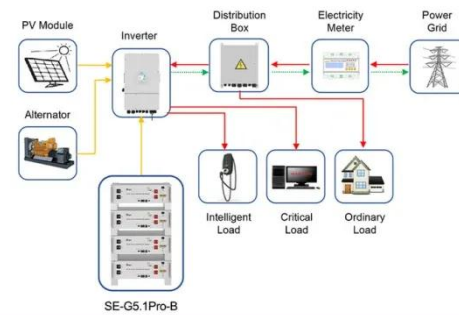 PV Module
Inverter
Distribution
Box
Electricity
Meter
Power
Grid
Alternator
Intelligent
Load
Critical
Load
Ordinary
Load
SE-G5.1Pro-B